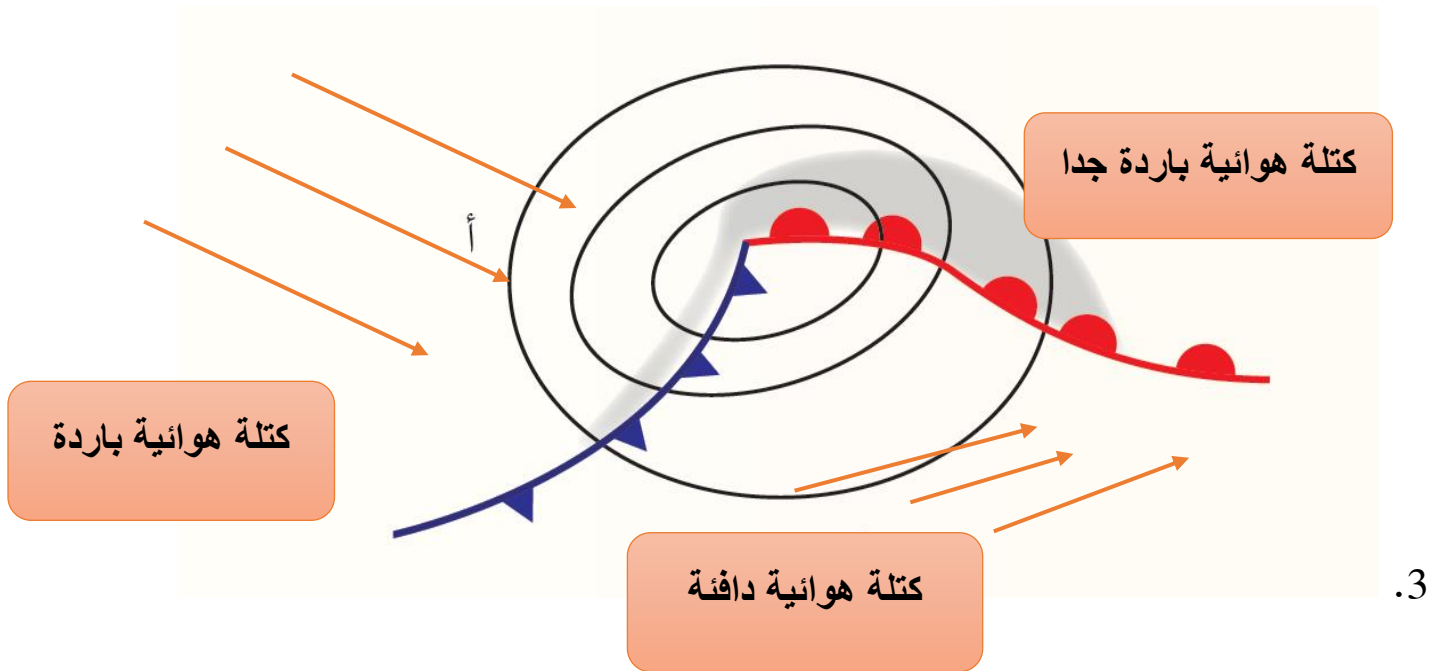 كتلة هوائية باردة جدا
أ
كتلة هوائية باردة
كتلة هوائية دافئة
3.